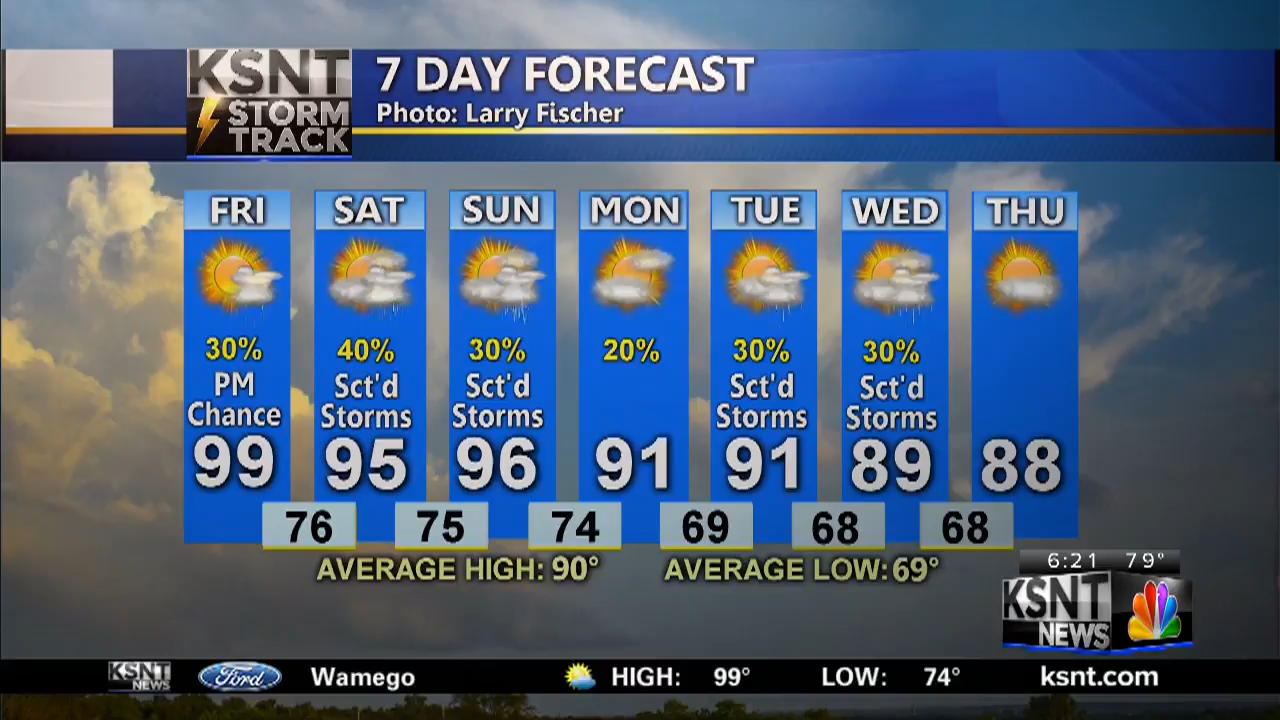 KSNT
STORM
TRACK
7 DAY FORECAST
Photo: Larry Fischer
FRI SAT SUN MON TUE WED THU
30% 40% 30% 20% 30% 30%
PM Chance Sct'd Storms Sct'd Storms Sct'd Storms Sct'd Storms
99 95 96 91 91 89 88
76 75 74 69 68 68
AVERAGE HIGH: 90° AVERAGE LOW: 69°
6:21 79°
KSNT
NEWS
KSNT NEWS Ford Wamego HIGH: 99° LOW: 74° ksnt.com